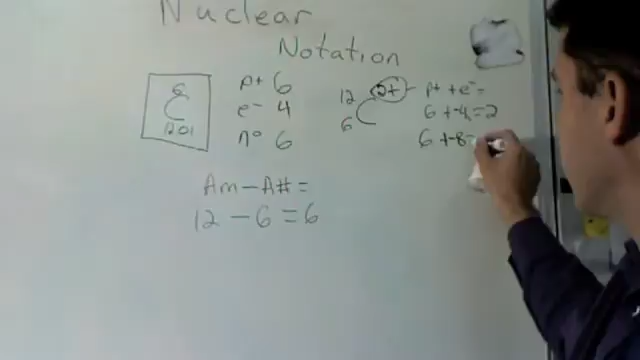 Nuclear
Notation
6
C
12.01
p+ 6
e- 4
n° 6
12
6
C
2+
p+ + e- =
6 + -4 = 2
6 + -8 =
Am - A# =
12 - 6 = 6